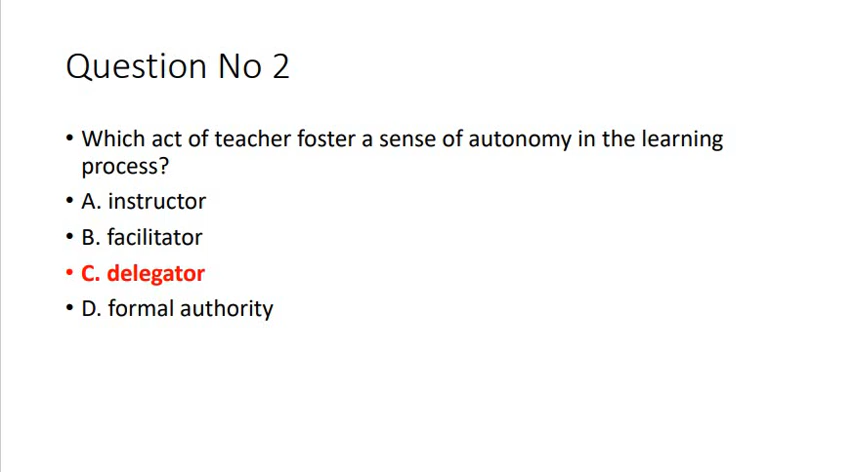 Question No 2
• Which act of teacher foster a sense of autonomy in the learning
process?
• A. instructor
• B. facilitator
• C. delegator
• D. formal authority